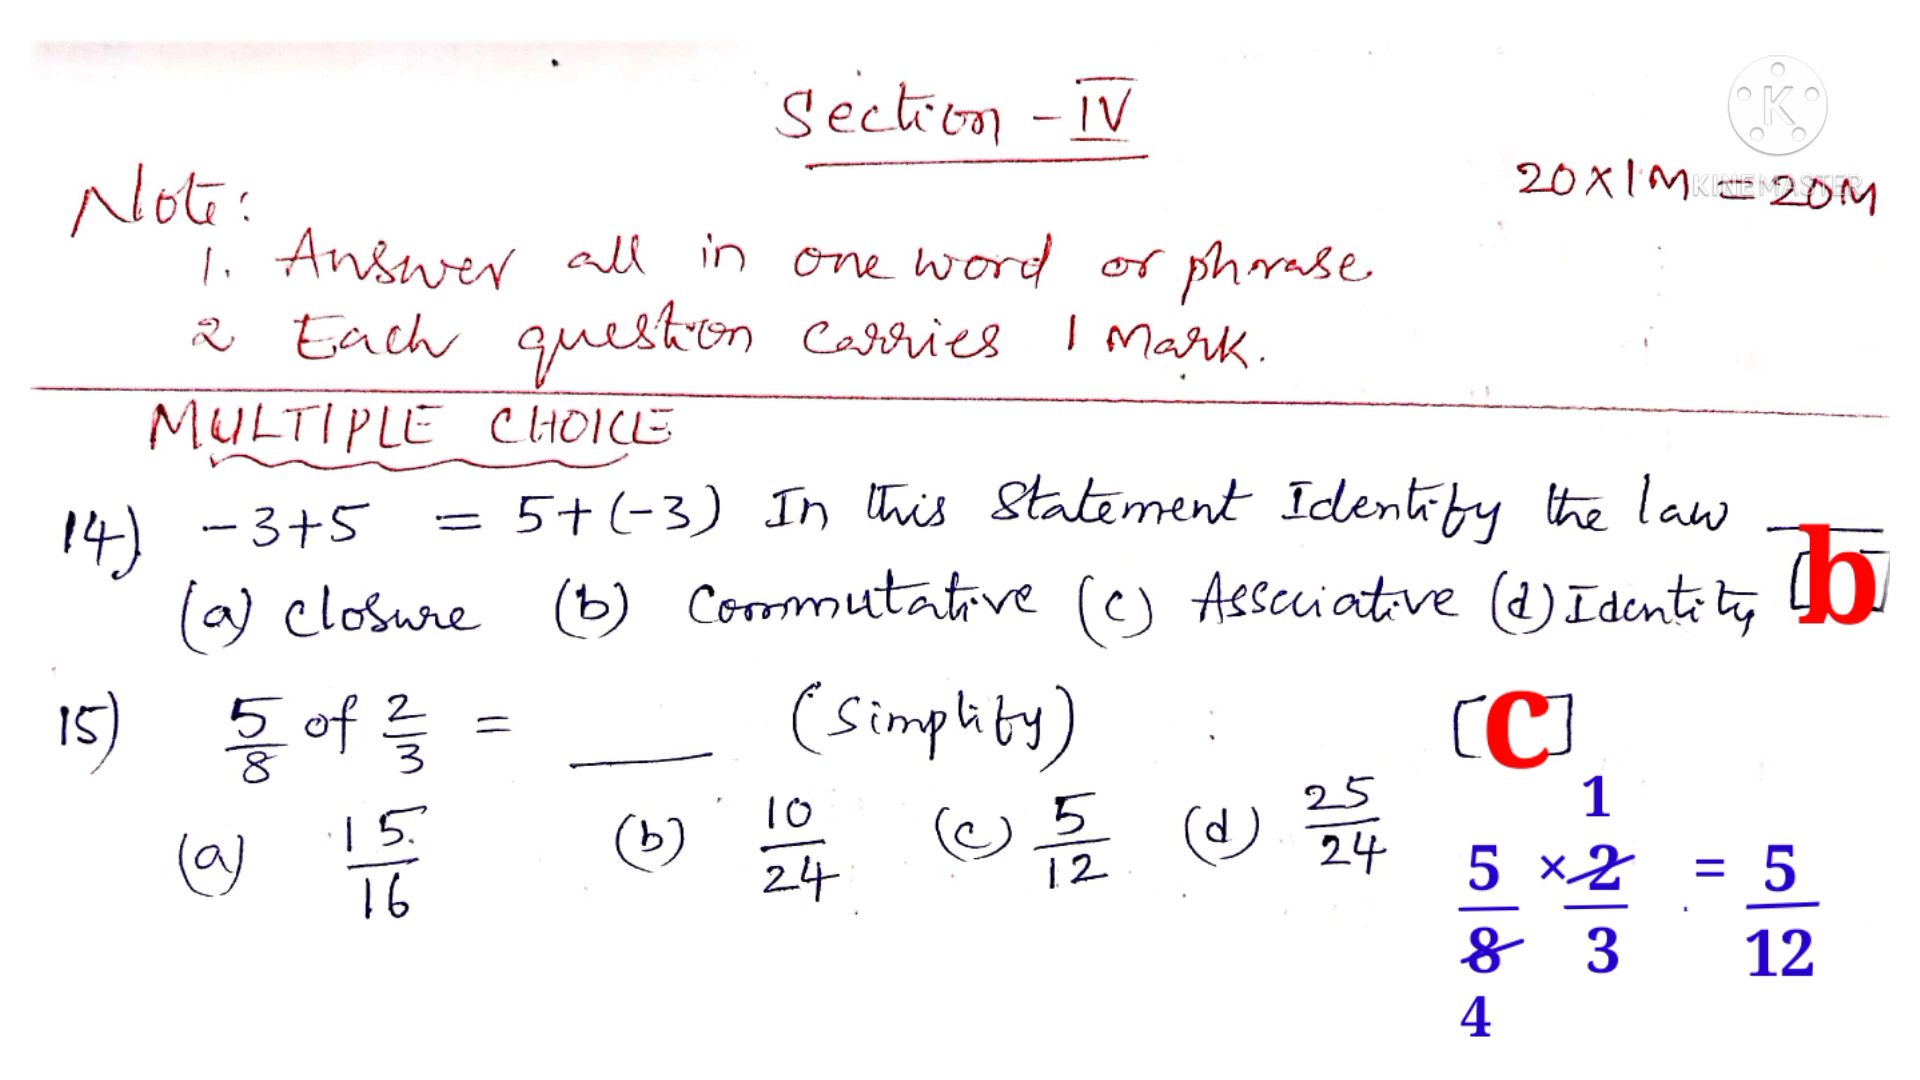 Section - IV
K
KINEMASTER
20 x 1M = 20M
Note:
1. Answer all in one word or phrase
2 Each question carries 1 Mark.
MULTIPLE CHOICE
14) -3+5 = 5+(-3) In this Statement Identify the law ___
(a) closure (b) Commutative (c) Associative (d) Identity [b]
15) 5/8 of 2/3 = ___ (Simplify) [c]
(a) 15/16 (b) 10/24 (c) 5/12 (d) 25/24
1
5/8 × 2/3 = 5/12
4